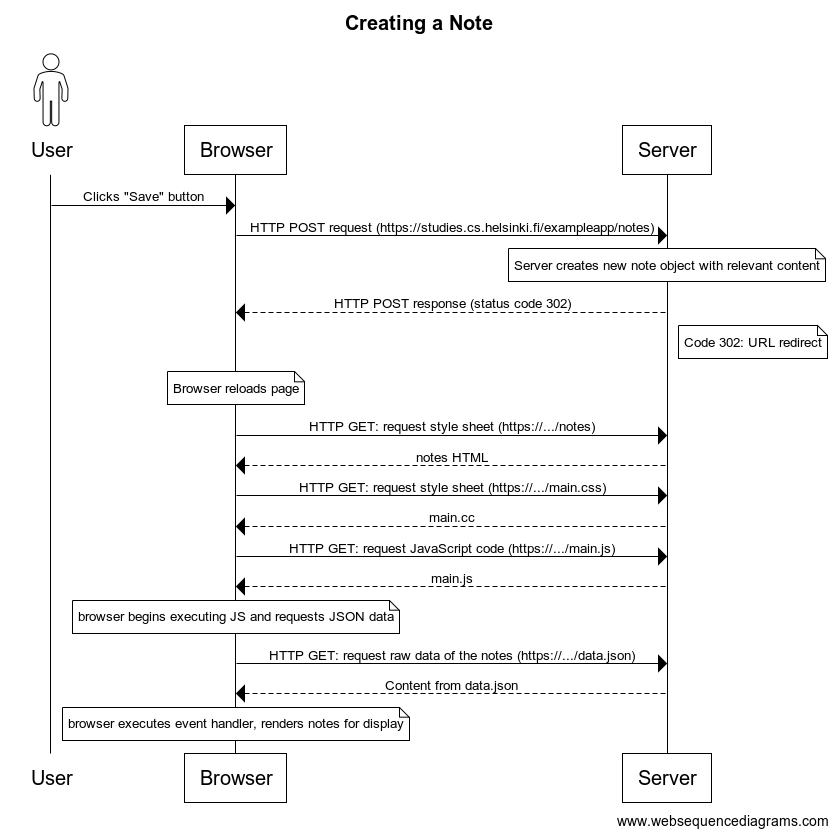 Creating a Note
User
Browser
Server
Clicks "Save" button
HTTP POST request (https://studies.cs.helsinki.fi/exampleapp/notes)
Server creates new note object with relevant content
HTTP POST response (status code 302)
Code 302: URL redirect
Browser reloads page
HTTP GET: request style sheet (https://.../notes)
notes HTML
HTTP GET: request style sheet (https://.../main.css)
main.cc
HTTP GET: request JavaScript code (https://.../main.js)
main.js
browser begins executing JS and requests JSON data
HTTP GET: request raw data of the notes (https://.../data.json)
Content from data.json
browser executes event handler, renders notes for display
User
Browser
Server
www.websequencediagrams.com